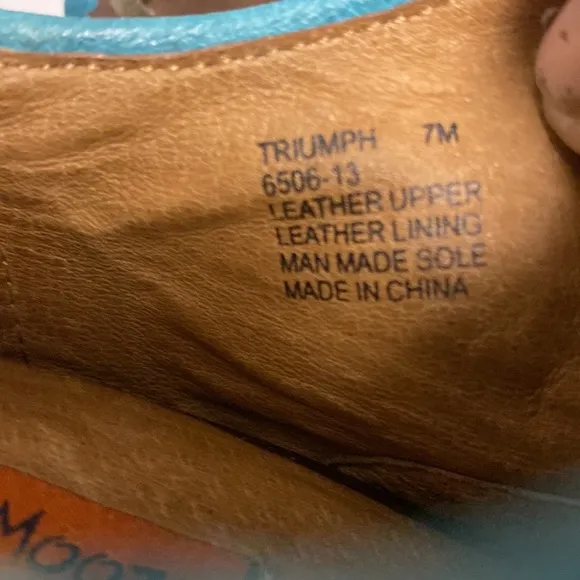 TRIUMPH 7M
6506-13
LEATHER UPPER
LEATHER LINING
MAN MADE SOLE
MADE IN CHINA